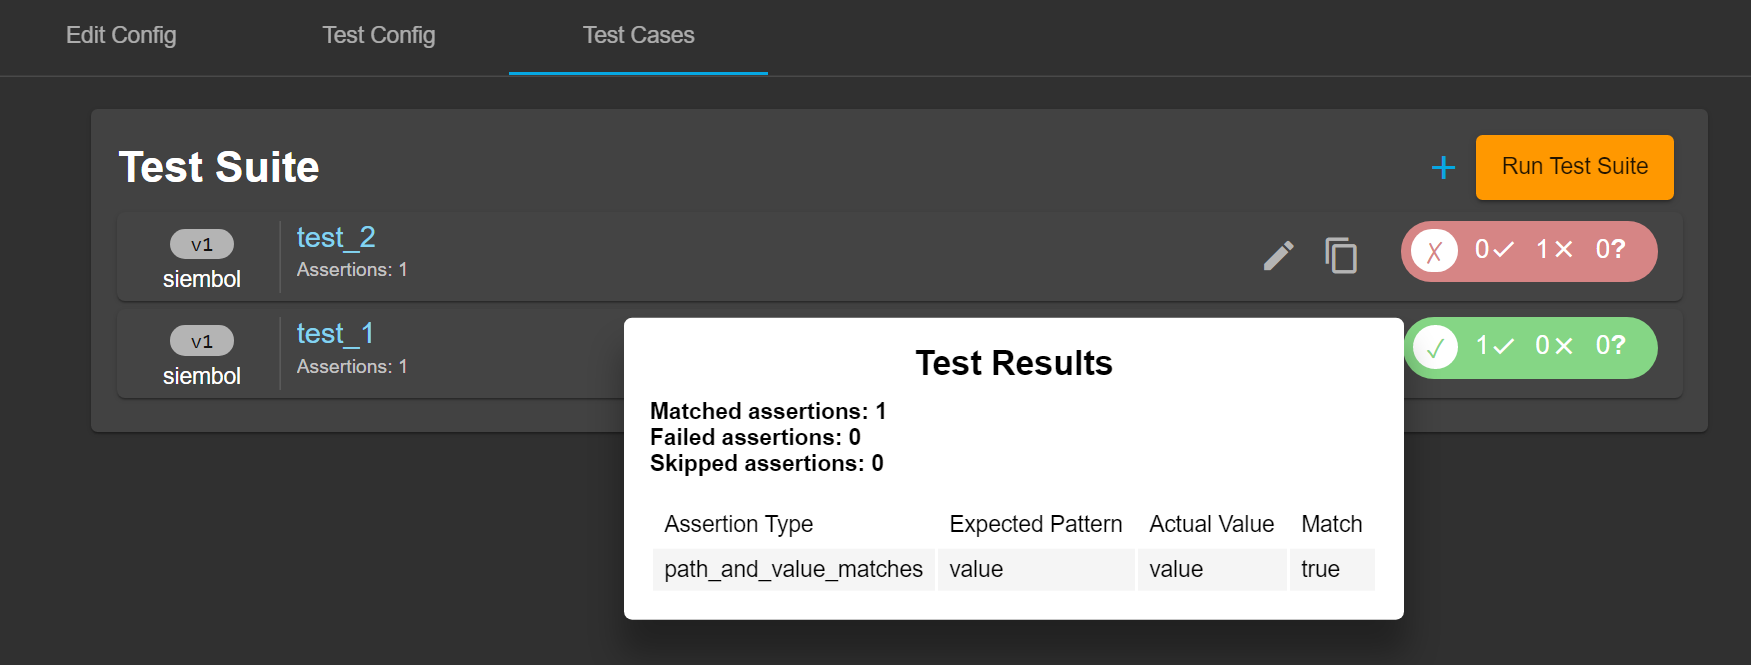 Edit Config Test Config Test Cases
Test Suite
+ Run Test Suite
v1
siembol
test_2
Assertions: 1
✗ 0✓ 1✕ 0?
v1
siembol
test_1
Assertions: 1
✓ 1✓ 0✕ 0?
Test Results
Matched assertions: 1
Failed assertions: 0
Skipped assertions: 0
Assertion Type Expected Pattern Actual Value Match
path_and_value_matches value value true